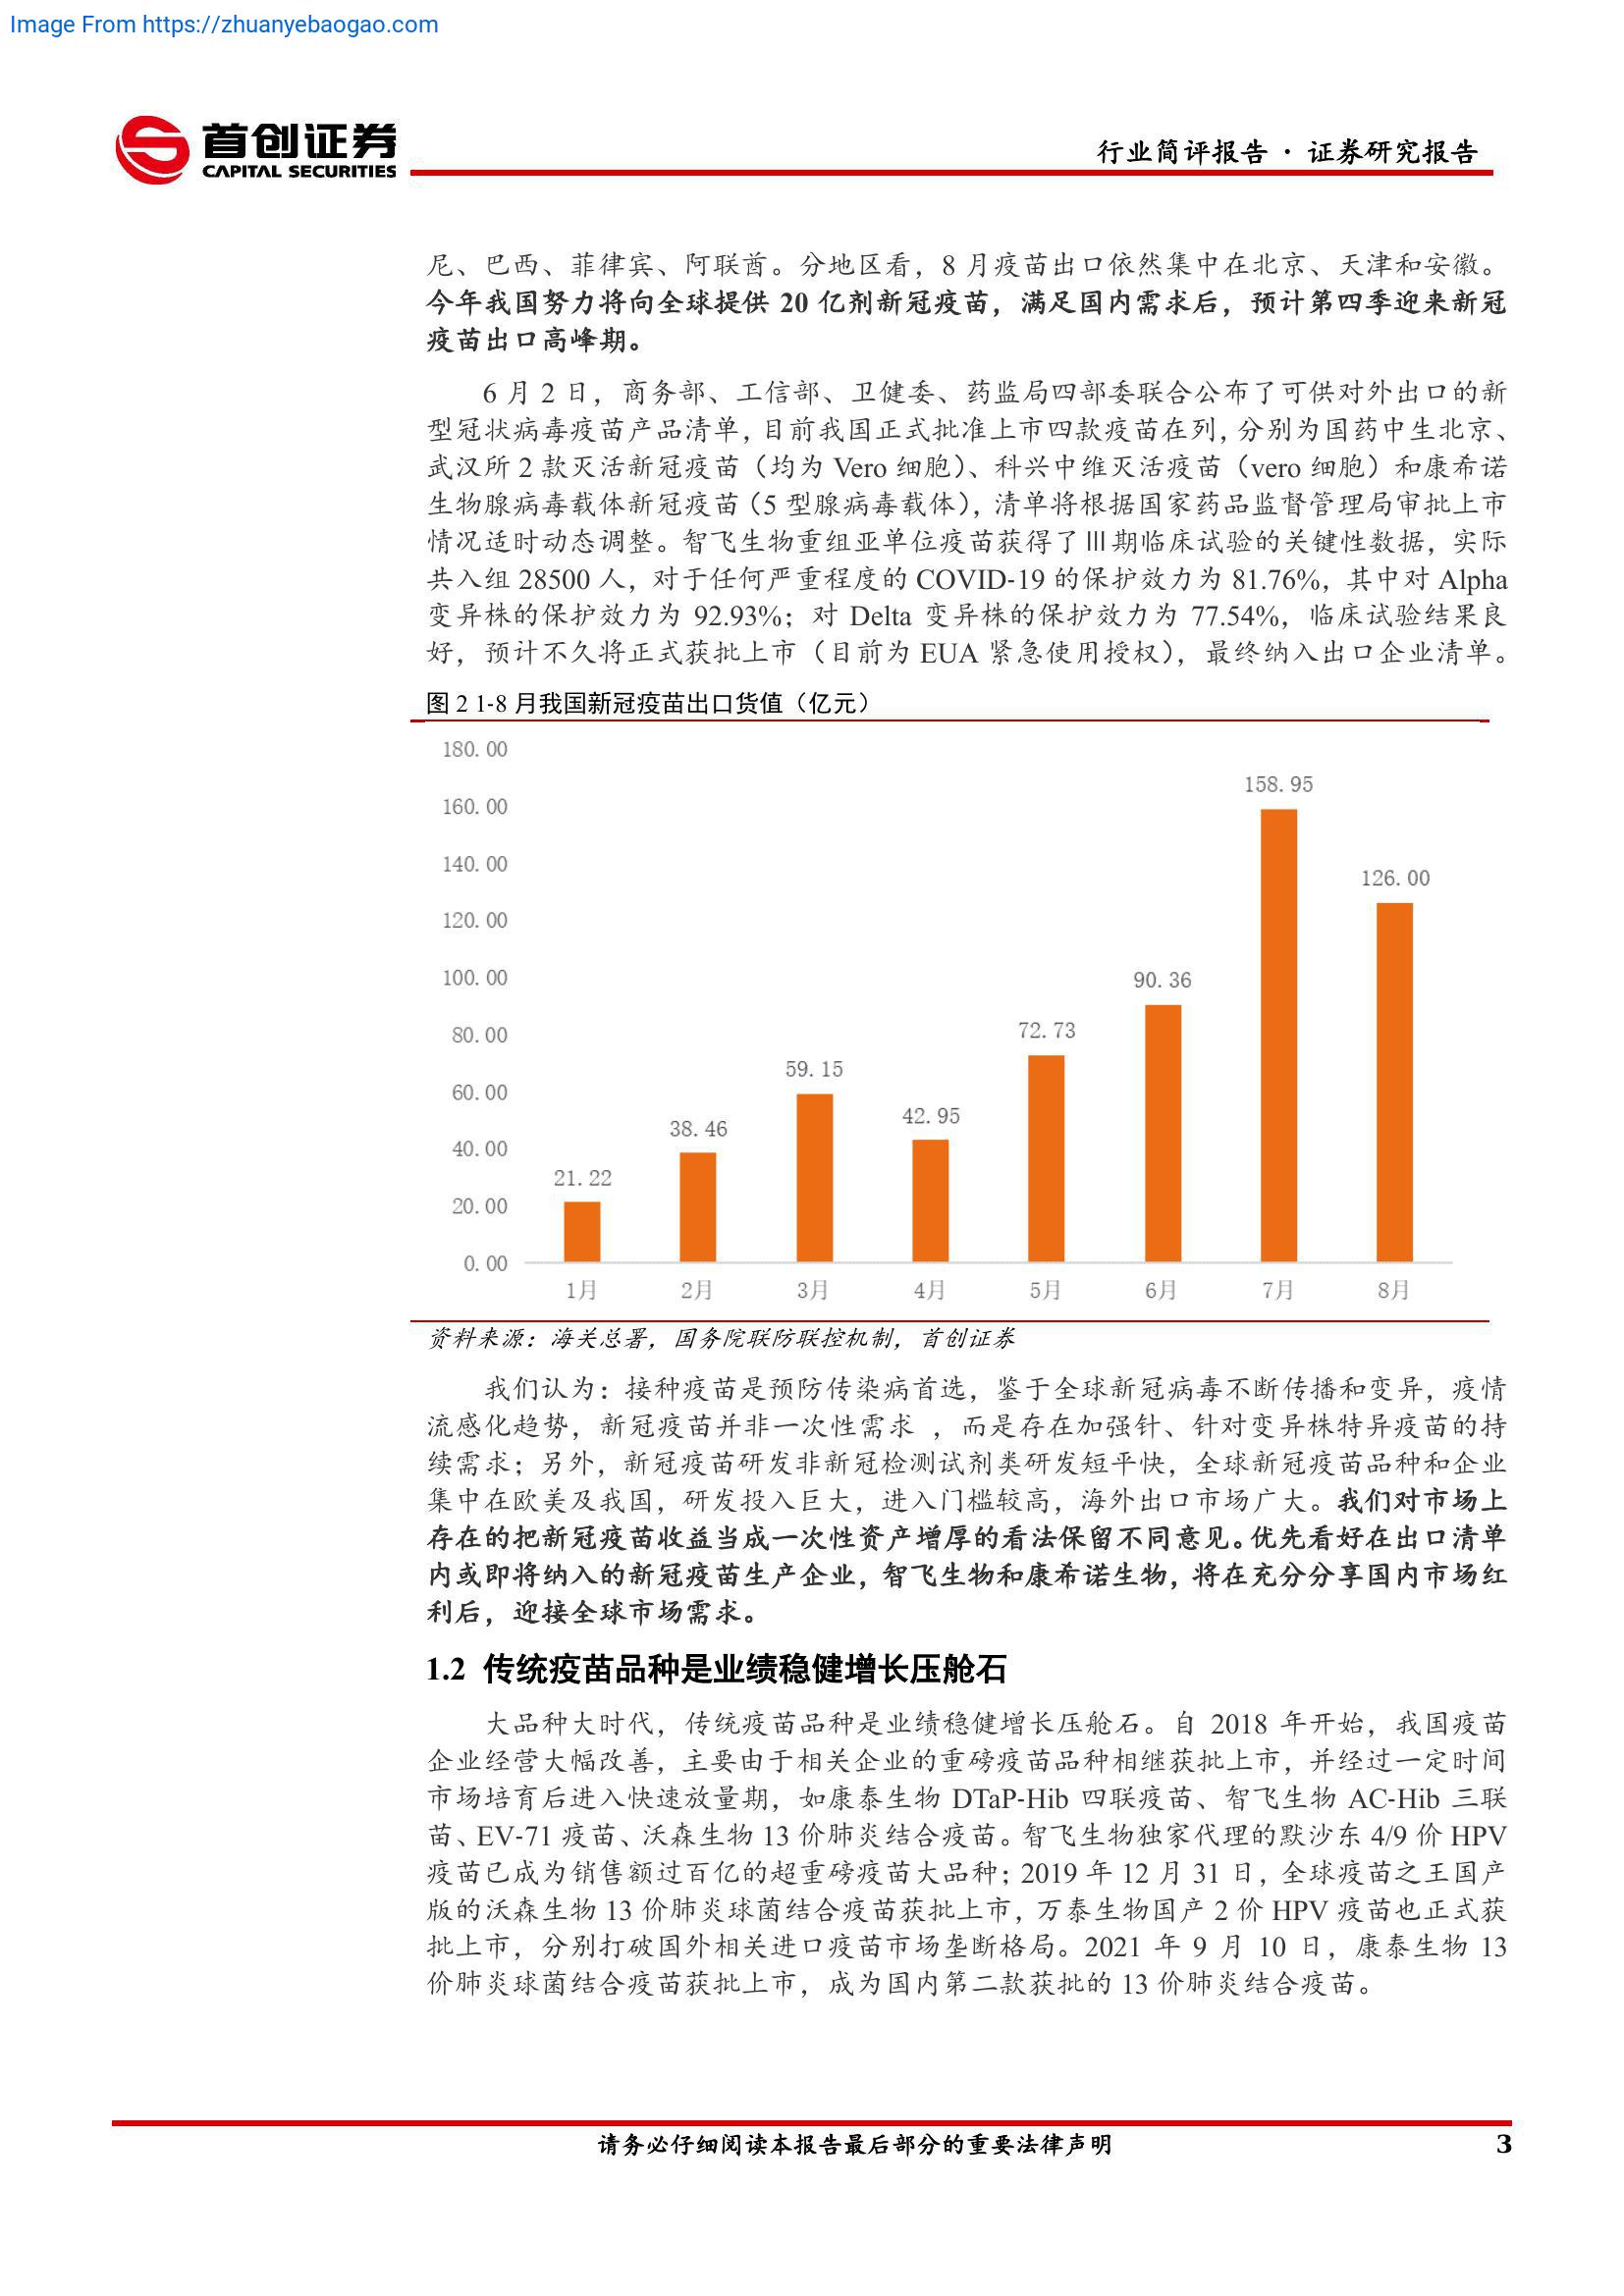 Image From https://zhuanyebaogao.com
首创证券
CAPITAL SECURITIES
行业简评报告 · 证券研究报告
尼、巴西、菲律宾、阿联酋。分地区看，8 月疫苗出口依然集中在北京、天津和安徽。
今年我国努力将向全球提供 20 亿剂新冠疫苗，满足国内需求后，预计第四季迎来新冠
疫苗出口高峰期。
6 月 2 日，商务部、工信部、卫健委、药监局四部委联合公布了可供对外出口的新
型冠状病毒疫苗产品清单，目前我国正式批准上市四款疫苗在列，分别为国药中生北京、
武汉所 2 款灭活新冠疫苗（均为 Vero 细胞）、科兴中维灭活疫苗（vero 细胞）和康希诺
生物腺病毒载体新冠疫苗（5 型腺病毒载体），清单将根据国家药品监督管理局审批上市
情况适时动态调整。智飞生物重组亚单位疫苗获得了Ⅲ期临床试验的关键性数据，实际
共入组 28500 人，对于任何严重程度的 COVID-19 的保护效力为 81.76%，其中对 Alpha
变异株的保护效力为 92.93%；对 Delta 变异株的保护效力为 77.54%，临床试验结果良
好，预计不久将正式获批上市（目前为 EUA 紧急使用授权），最终纳入出口企业清单。
图 2 1-8 月我国新冠疫苗出口货值（亿元）
180.00
160.00
140.00
120.00
100.00
80.00
60.00
40.00
20.00
0.00
21.22
38.46
59.15
42.95
72.73
90.36
158.95
126.00
1月 2月 3月 4月 5月 6月 7月 8月
资料来源：海关总署，国务院联防联控机制，首创证券
我们认为：接种疫苗是预防传染病首选，鉴于全球新冠病毒不断传播和变异，疫情
流感化趋势，新冠疫苗并非一次性需求 ，而是存在加强针、针对变异株特异疫苗的持
续需求；另外，新冠疫苗研发非新冠检测试剂类研发短平快，全球新冠疫苗品种和企业
集中在欧美及我国，研发投入巨大，进入门槛较高，海外出口市场广大。我们对市场上
存在的把新冠疫苗收益当成一次性资产增厚的看法保留不同意见。优先看好在出口清单
内或即将纳入的新冠疫苗生产企业，智飞生物和康希诺生物，将在充分分享国内市场红
利后，迎接全球市场需求。
1.2 传统疫苗品种是业绩稳健增长压舱石
大品种大时代，传统疫苗品种是业绩稳健增长压舱石。自 2018 年开始，我国疫苗
企业经营大幅改善，主要由于相关企业的重磅疫苗品种相继获批上市，并经过一定时间
市场培育后进入快速放量期，如康泰生物 DTaP-Hib 四联疫苗、智飞生物 AC-Hib 三联
苗、EV-71 疫苗、沃森生物 13 价肺炎结合疫苗。智飞生物独家代理的默沙东 4/9 价 HPV
疫苗已成为销售额过百亿的超重磅疫苗大品种；2019 年 12 月 31 日，全球疫苗之王国产
版的沃森生物 13 价肺炎球菌结合疫苗获批上市，万泰生物国产 2 价 HPV 疫苗也正式获
批上市，分别打破国外相关进口疫苗市场垄断格局。2021 年 9 月 10 日，康泰生物 13
价肺炎球菌结合疫苗获批上市，成为国内第二款获批的 13 价肺炎结合疫苗。
请务必仔细阅读本报告最后部分的重要法律声明
3